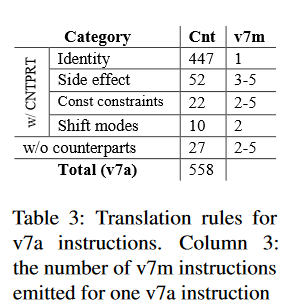 Category Cnt v7m
w/ CNTPRT
Identity 447 1
Side effect 52 3-5
Const constraints 22 2-5
Shift modes 10 2
w/o counterparts 27 2-5
Total (v7a) 558
Table 3: Translation rules for
v7a instructions. Column 3:
the number of v7m instructions
emitted for one v7a instruction